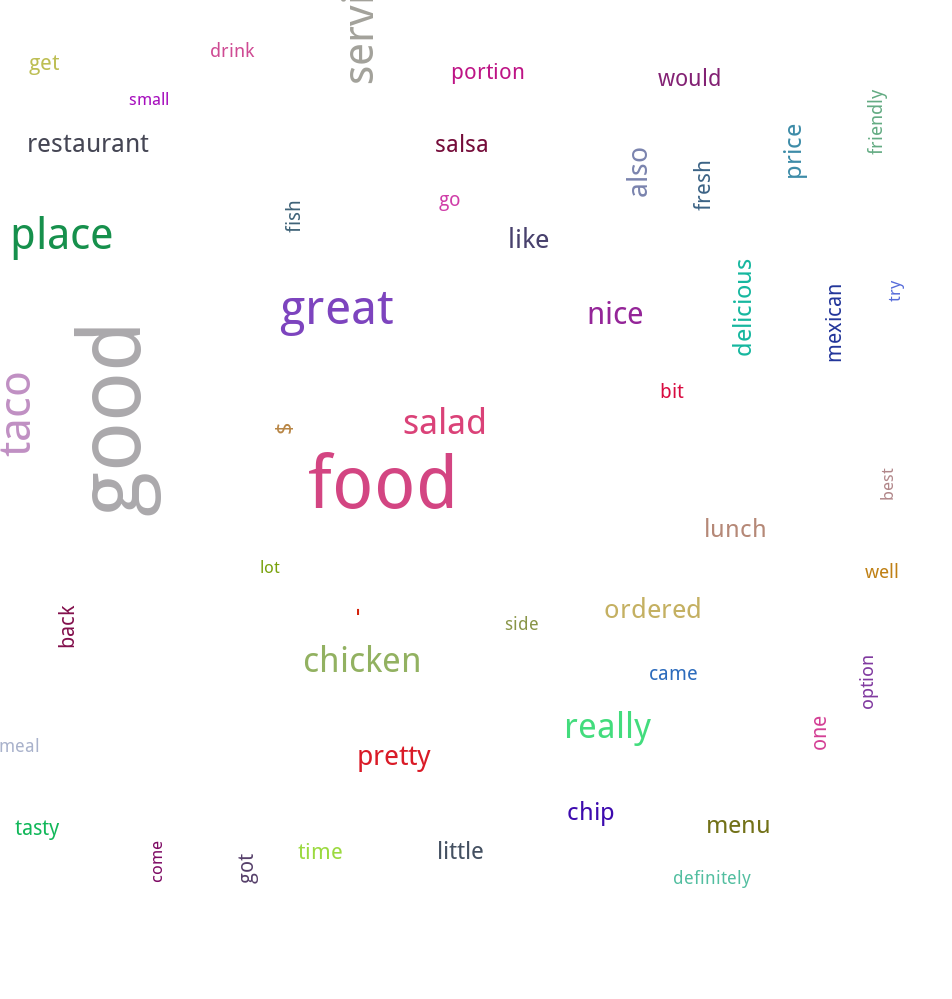 servi
drink
get
portion
would
small
friendly
restaurant
salsa
price
also
fresh
go
fish
place
like
great
nice
delicious
mexican
try
good
taco
bit
salad
$
food
best
lunch
lot
well
back
-
ordered
side
chicken
came
option
really
one
meal
pretty
chip
tasty
menu
come
got
time
little
definitely